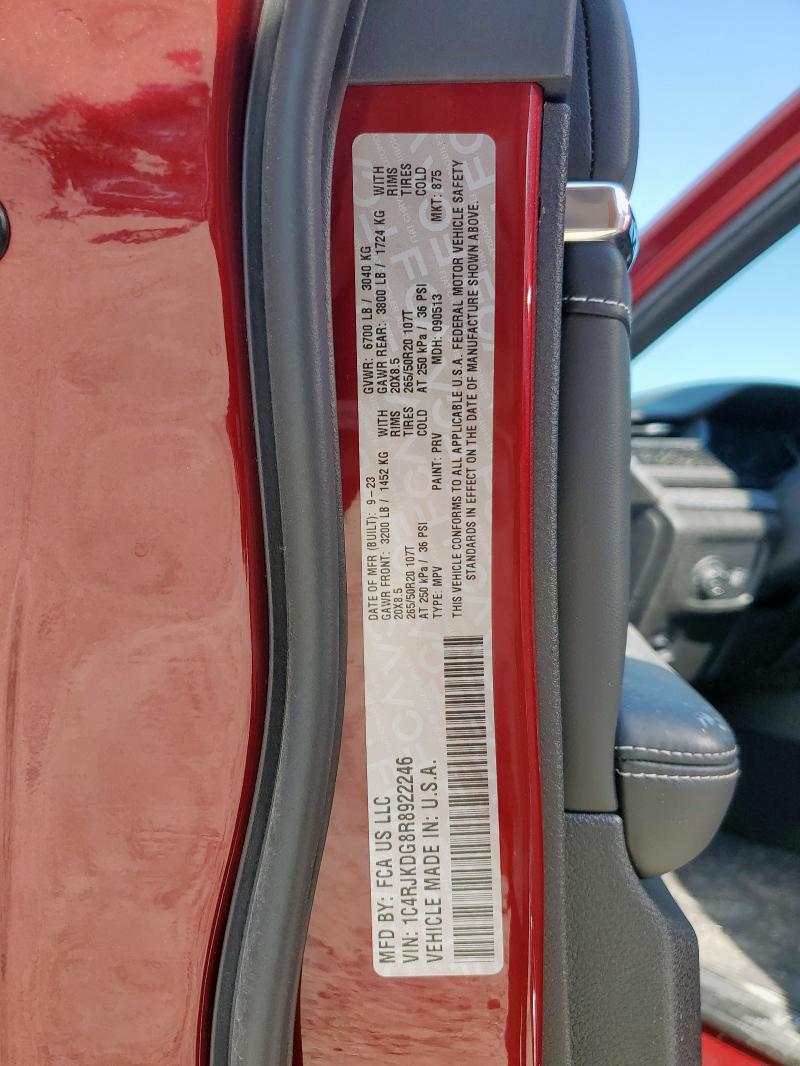 MFD BY: FCA US LLC
VIN: 1C4RJKDG8R8922246
VEHICLE MADE IN: U.S.A.
DATE OF MFR (BUILT): 9-23 GVWR: 6700 LB / 3040 KG
GAWR FRONT: 3200 LB / 1452 KG WITH GAWR REAR: 3800 LB / 1724 KG WITH
20X8.5 RIMS 20X8.5 RIMS
265/50R20 107T TIRES 265/50R20 107T TIRES
AT 250 kPa / 36 PSI COLD AT 250 kPa / 36 PSI COLD
TYPE: MPV PAINT: PRV MDH: 090513 MKT: 875
THIS VEHICLE CONFORMS TO ALL APPLICABLE U.S.A. FEDERAL MOTOR VEHICLE SAFETY
STANDARDS IN EFFECT ON THE DATE OF MANUFACTURE SHOWN ABOVE.